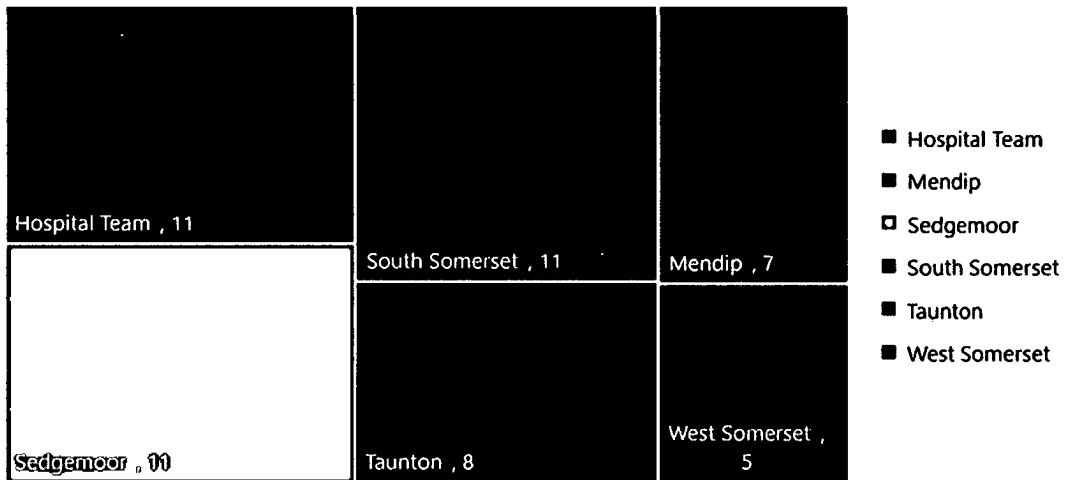 Hospital Team , 11
South Somerset , 11
Mendip , 7
Sedgemoor , 11
Taunton , 8
West Somerset ,
5
Hospital Team
Mendip
Sedgemoor
South Somerset
Taunton
West Somerset